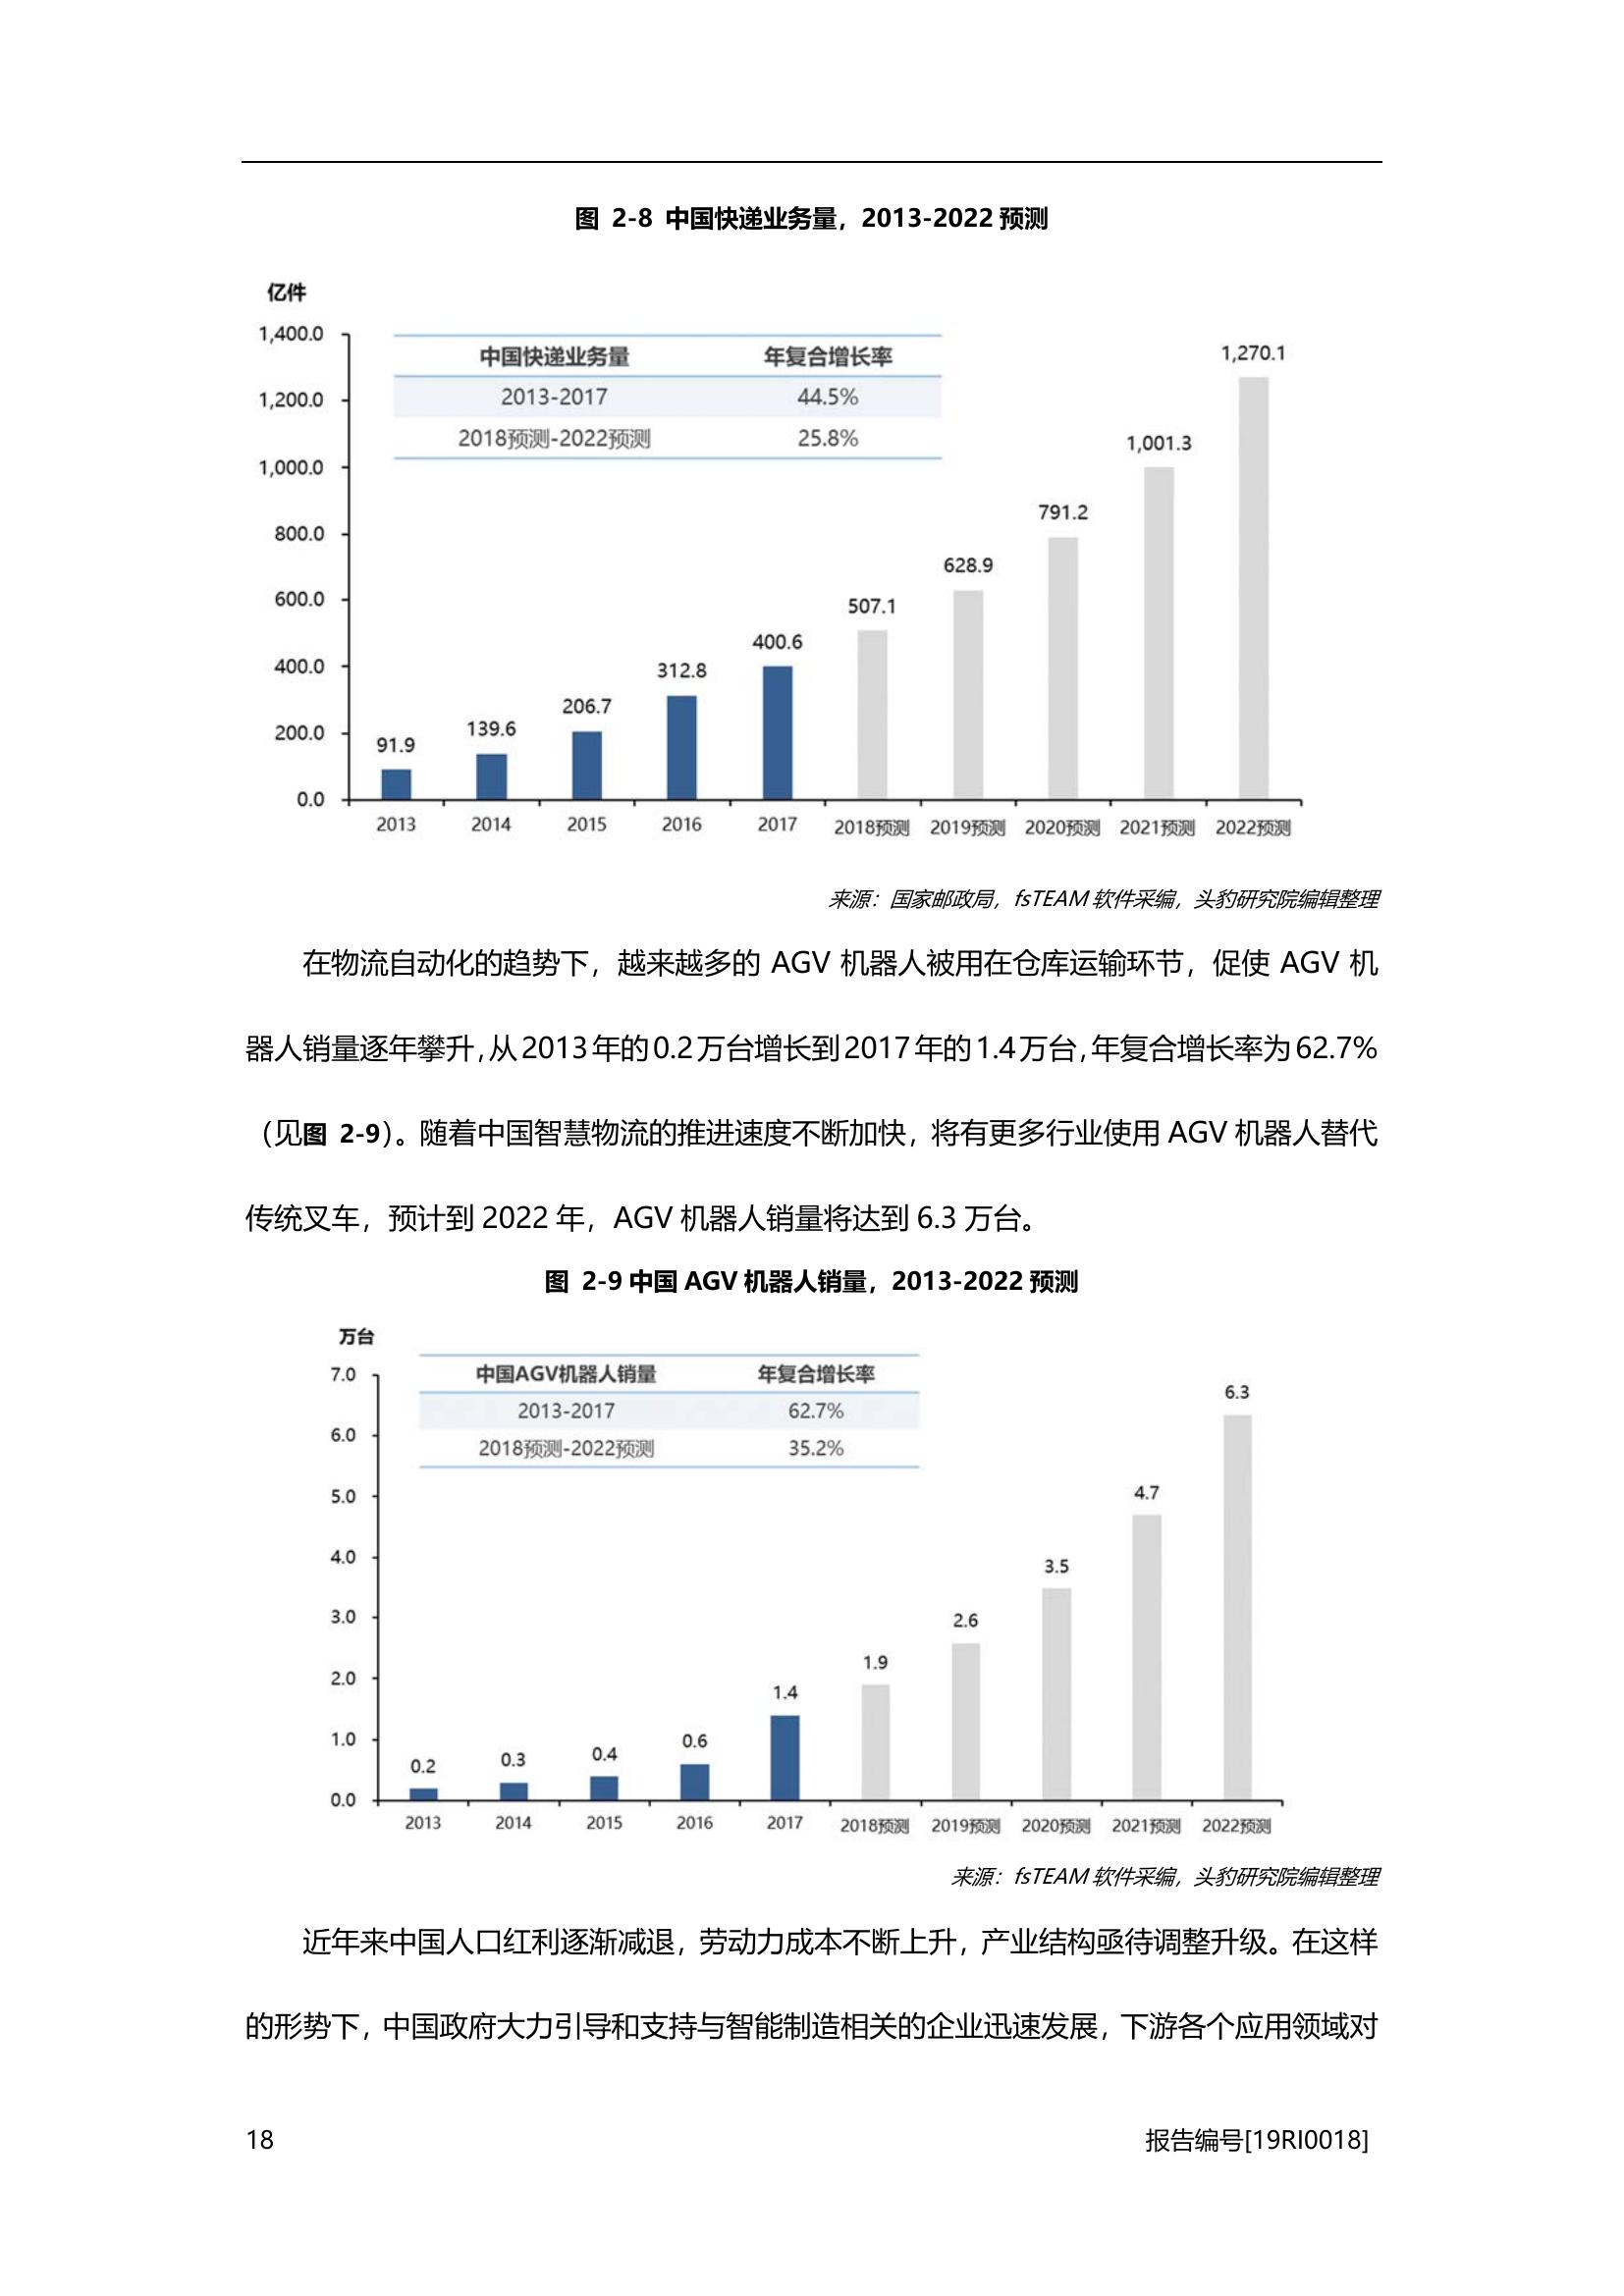 图 2-8 中国快递业务量，2013-2022 预测
亿件
中国快递业务量 年复合增长率
2013-2017 44.5%
2018预测-2022预测 25.8%
1,400.0
1,200.0
1,000.0
800.0
600.0
400.0
200.0
0.0
91.9
139.6
206.7
312.8
400.6
507.1
628.9
791.2
1,001.3
1,270.1
2013 2014 2015 2016 2017 2018预测 2019预测 2020预测 2021预测 2022预测
来源：国家邮政局，fsTEAM 软件采编，头豹研究院编辑整理
在物流自动化的趋势下，越来越多的 AGV 机器人被用在仓库运输环节，促使 AGV 机
器人销量逐年攀升，从 2013 年的 0.2 万台增长到 2017 年的 1.4 万台，年复合增长率为 62.7%
（见图 2-9）。随着中国智慧物流的推进速度不断加快，将有更多行业使用 AGV 机器人替代
传统叉车，预计到 2022 年，AGV 机器人销量将达到 6.3 万台。
图 2-9 中国 AGV 机器人销量，2013-2022 预测
万台
中国AGV机器人销量 年复合增长率
2013-2017 62.7%
2018预测-2022预测 35.2%
7.0
6.0
5.0
4.0
3.0
2.0
1.0
0.0
0.2
0.3
0.4
0.6
1.4
1.9
2.6
3.5
4.7
6.3
2013 2014 2015 2016 2017 2018预测 2019预测 2020预测 2021预测 2022预测
来源：fsTEAM 软件采编，头豹研究院编辑整理
近年来中国人口红利逐渐减退，劳动力成本不断上升，产业结构亟待调整升级。在这样
的形势下，中国政府大力引导和支持与智能制造相关的企业迅速发展，下游各个应用领域对
18 报告编号[19RI0018]